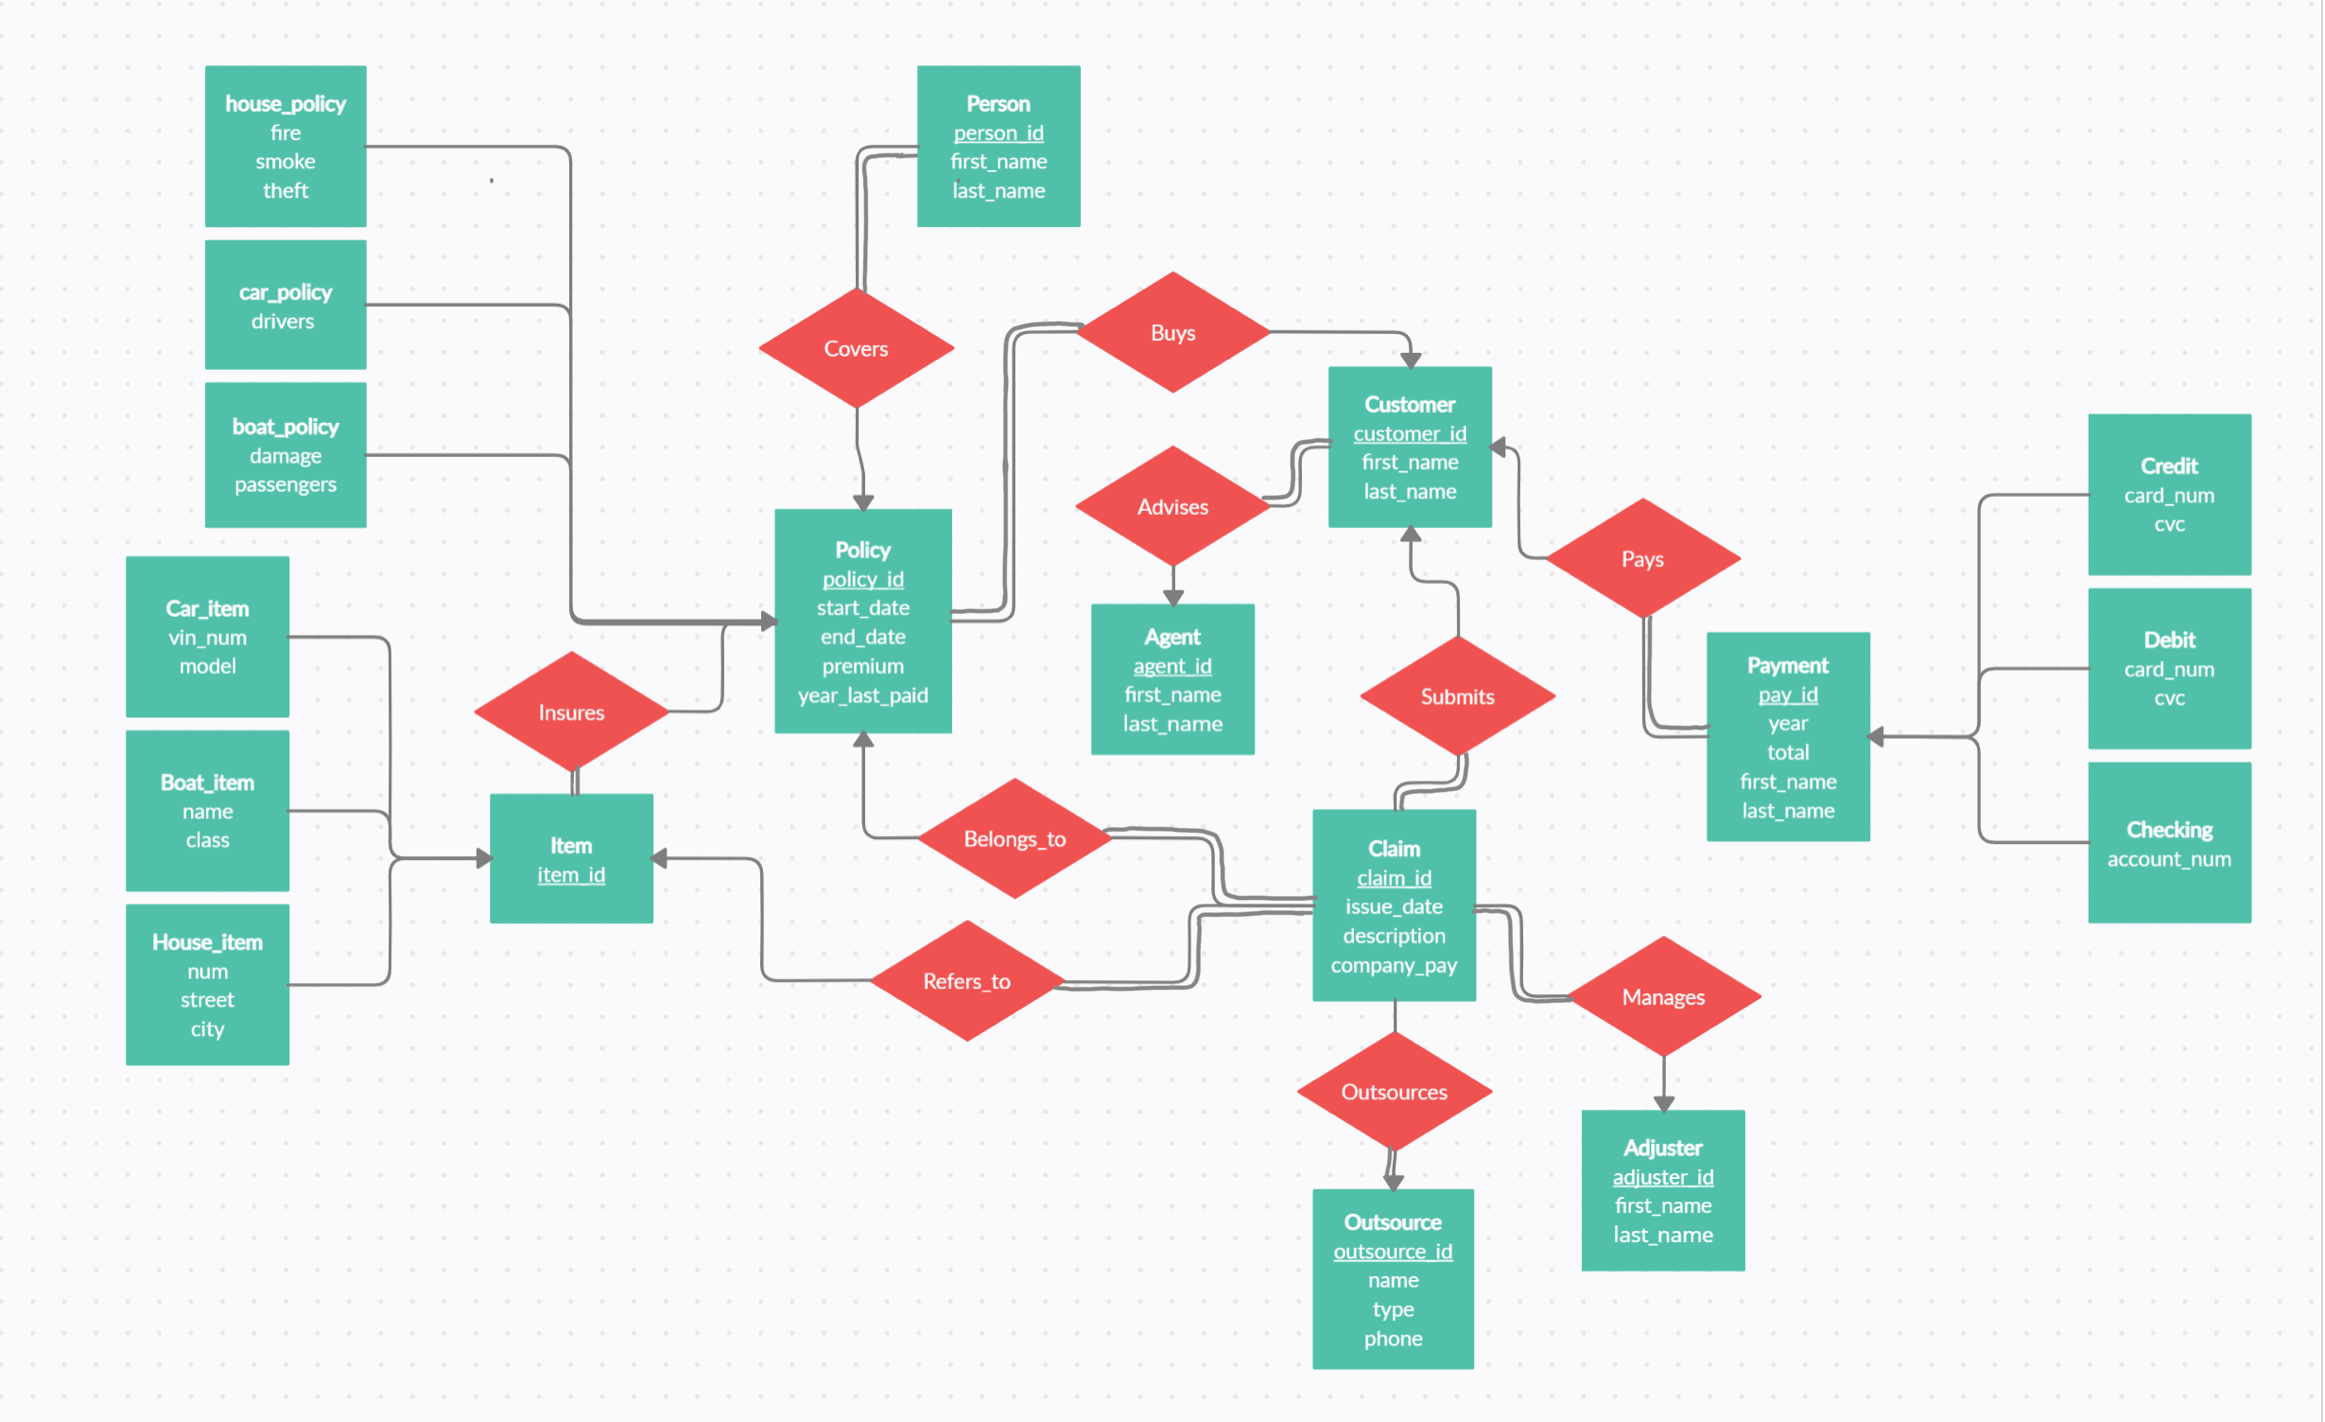 house_policy
fire
smoke
theft
car_policy
drivers
boat_policy
damage
passengers
Car_item
vin_num
model
Boat_item
name
class
House_item
num
street
city
Insures
Item
item_id
Person
person_id
first_name
last_name
Covers
Policy
policy_id
start_date
end_date
premium
year_last_paid
Buys
Customer
customer_id
first_name
last_name
Advises
Agent
agent_id
first_name
last_name
Submits
Pays
Payment
pay_id
year
total
first_name
last_name
Credit
card_num
cvc
Debit
card_num
cvc
Checking
account_num
Belongs_to
Refers_to
Claim
claim_id
issue_date
description
company_pay
Manages
Outsources
Adjuster
adjuster_id
first_name
last_name
Outsource
outsource_id
name
type
phone